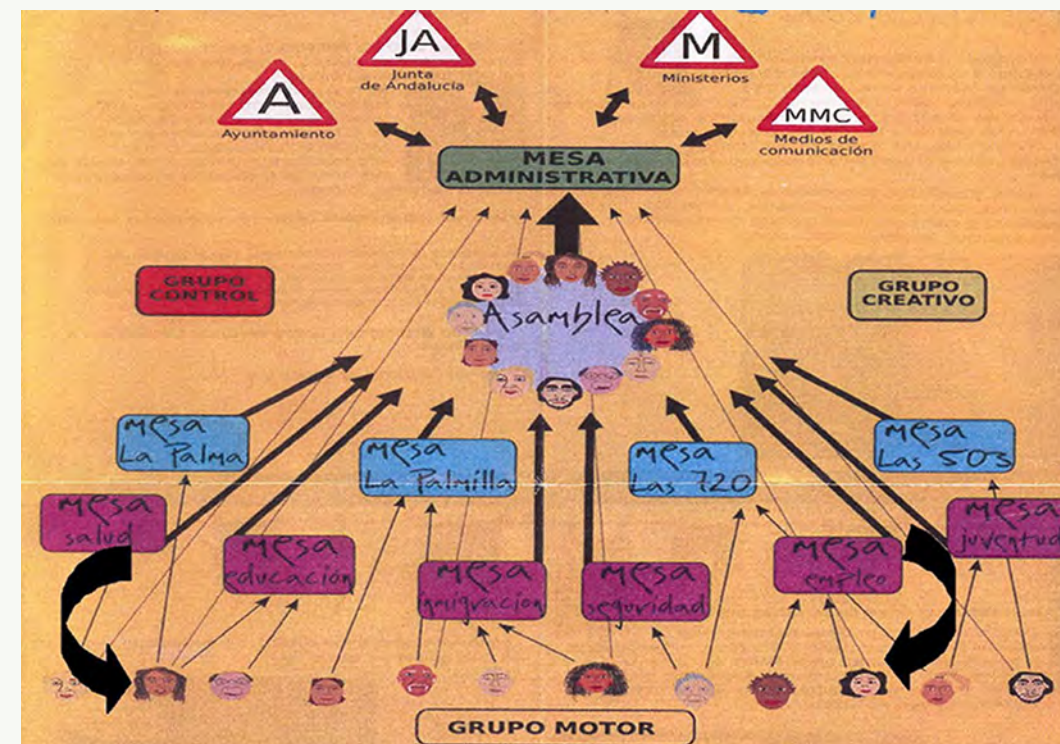 JA
Junta
de Andalucía
M
Ministerios
A
Ayuntamiento
MMC
Medios de
comunicación
MESA
ADMINISTRATIVA
GRUPO
CONTROL
GRUPO
CREATIVO
Asamblea
mesa
La Palma
mesa
La Palmilla
mesa
Las 720
mesa
Las 503
mesa
salud
mesa
educación
mesa
inmigración
mesa
seguridad
mesa
empleo
mesa
juventud
GRUPO MOTOR